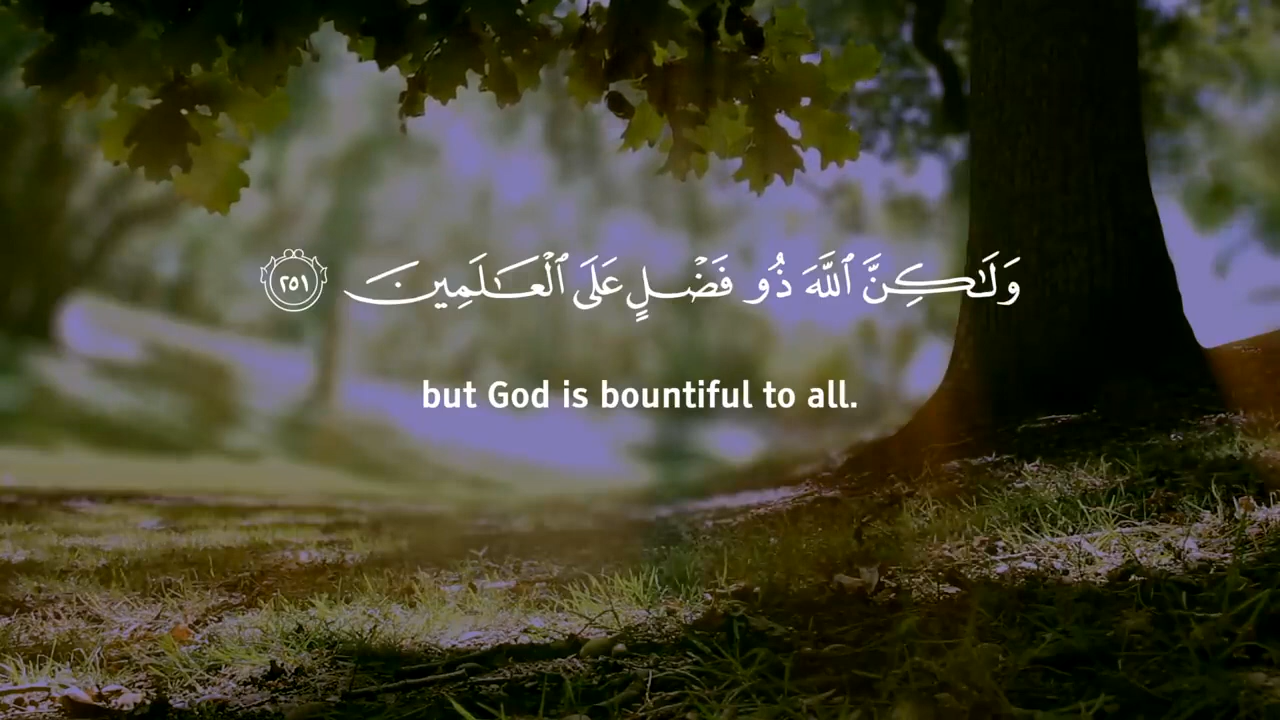 وَلَـٰكِنَّ ٱللَّهَ ذُو فَضْلٍ عَلَى ٱلْعَـٰلَمِينَ ٢٥١
but God is bountiful to all.